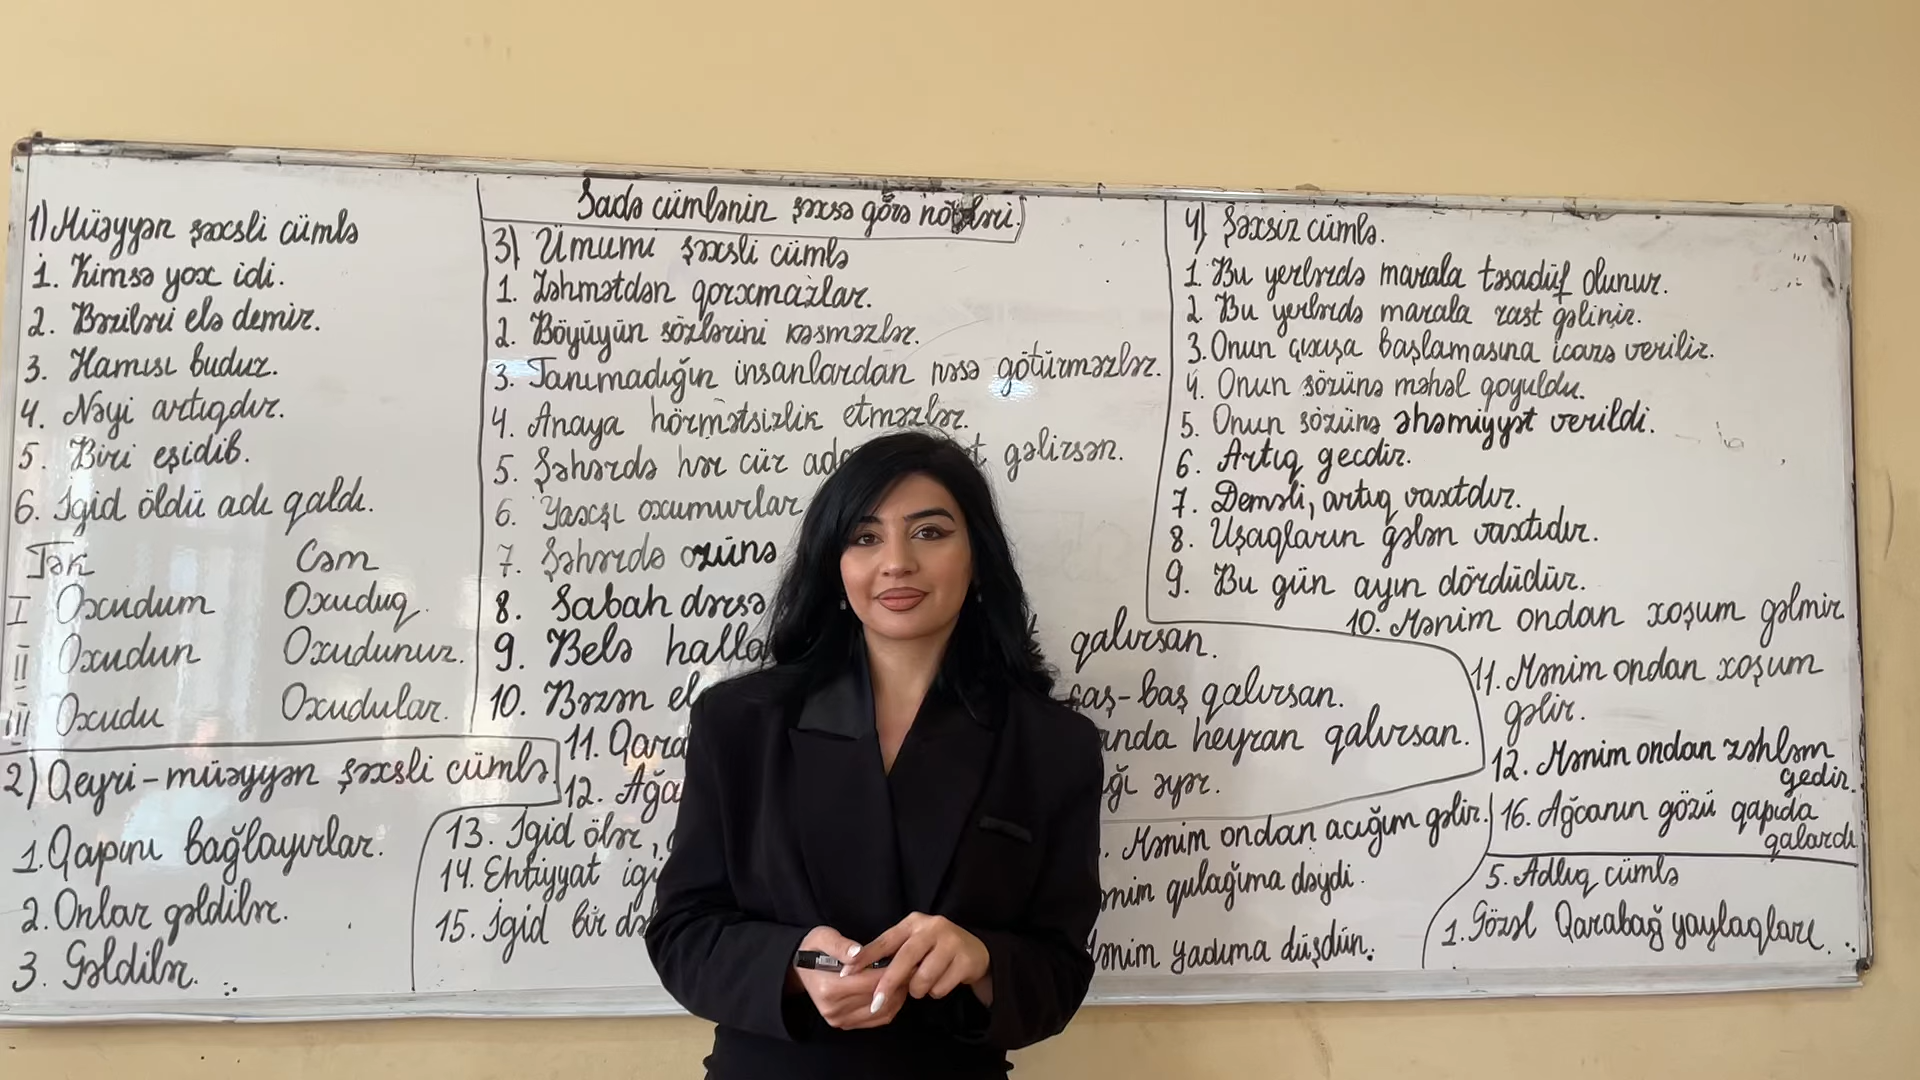 Sadə cümlənin şəxsə görə növləri.
1) Müəyyən şəxsli cümlə
1. Kimsə yox idi.
2. Bəziləri elə demir.
3. Hamısı budur.
4. Nəyi artıqdır.
5. Biri eşidib.
6. İgid öldü adı qaldı.
Tək Cəm
I Oxudum Oxuduq.
II Oxudun Oxudunuz.
III Oxudu Oxudular.
2) Qeyri-müəyyən şəxsli cümlə.
1. Qapını bağlayırlar.
2. Onlar gəldilər.
3. Gəldilər.
3) Ümumi şəxsli cümlə
1. Zəhmətdən qorxmazlar.
2. Böyüyün sözlərini kəsməzlər.
3. Tanımadığın insanlardan nəsə götürməzlər.
4. Anaya hörmətsizlik etməzlər.
5. Şəhərdə hər cür gəlirsən.
6. Yaxşı oxumurlar
7. Şəhərdə özünə
8. Sabah dərsə
9. Belə qalırsan.
10. Bəzən çaş-baş qalırsan.
11. heyran qalırsan.
12. əyər.
13. İgid ölər,
14. Ehtiyyat
15. İgid bir
4) Şəxsiz cümlə.
1. Bu yerlərdə marala təsadüf olunur.
2. Bu yerlərdə marala rast gəlinir.
3. Onun çıxışa başlamasına icazə verilir.
4. Onun sözünə məhəl qoyuldu.
5. Onun sözünə əhəmiyyət verildi.
6. Artıq gecdir.
7. Deməli, artıq vaxtdır.
8. Uşaqların gələn vaxtıdır.
9. Bu gün ayın dördüdür.
10. Mənim ondan xoşum gəlmir
11. Mənim ondan xoşum
gəlir.
12. Mənim ondan zəhləm
gedir.
Mənim ondan acığım gəlir.
qulağıma dəydi.
yadıma düşdün.
16. Ağcanın gözü qapıda
qalardı
5. Adlıq cümlə
1. Gözəl Qarabağ yaylaqları.